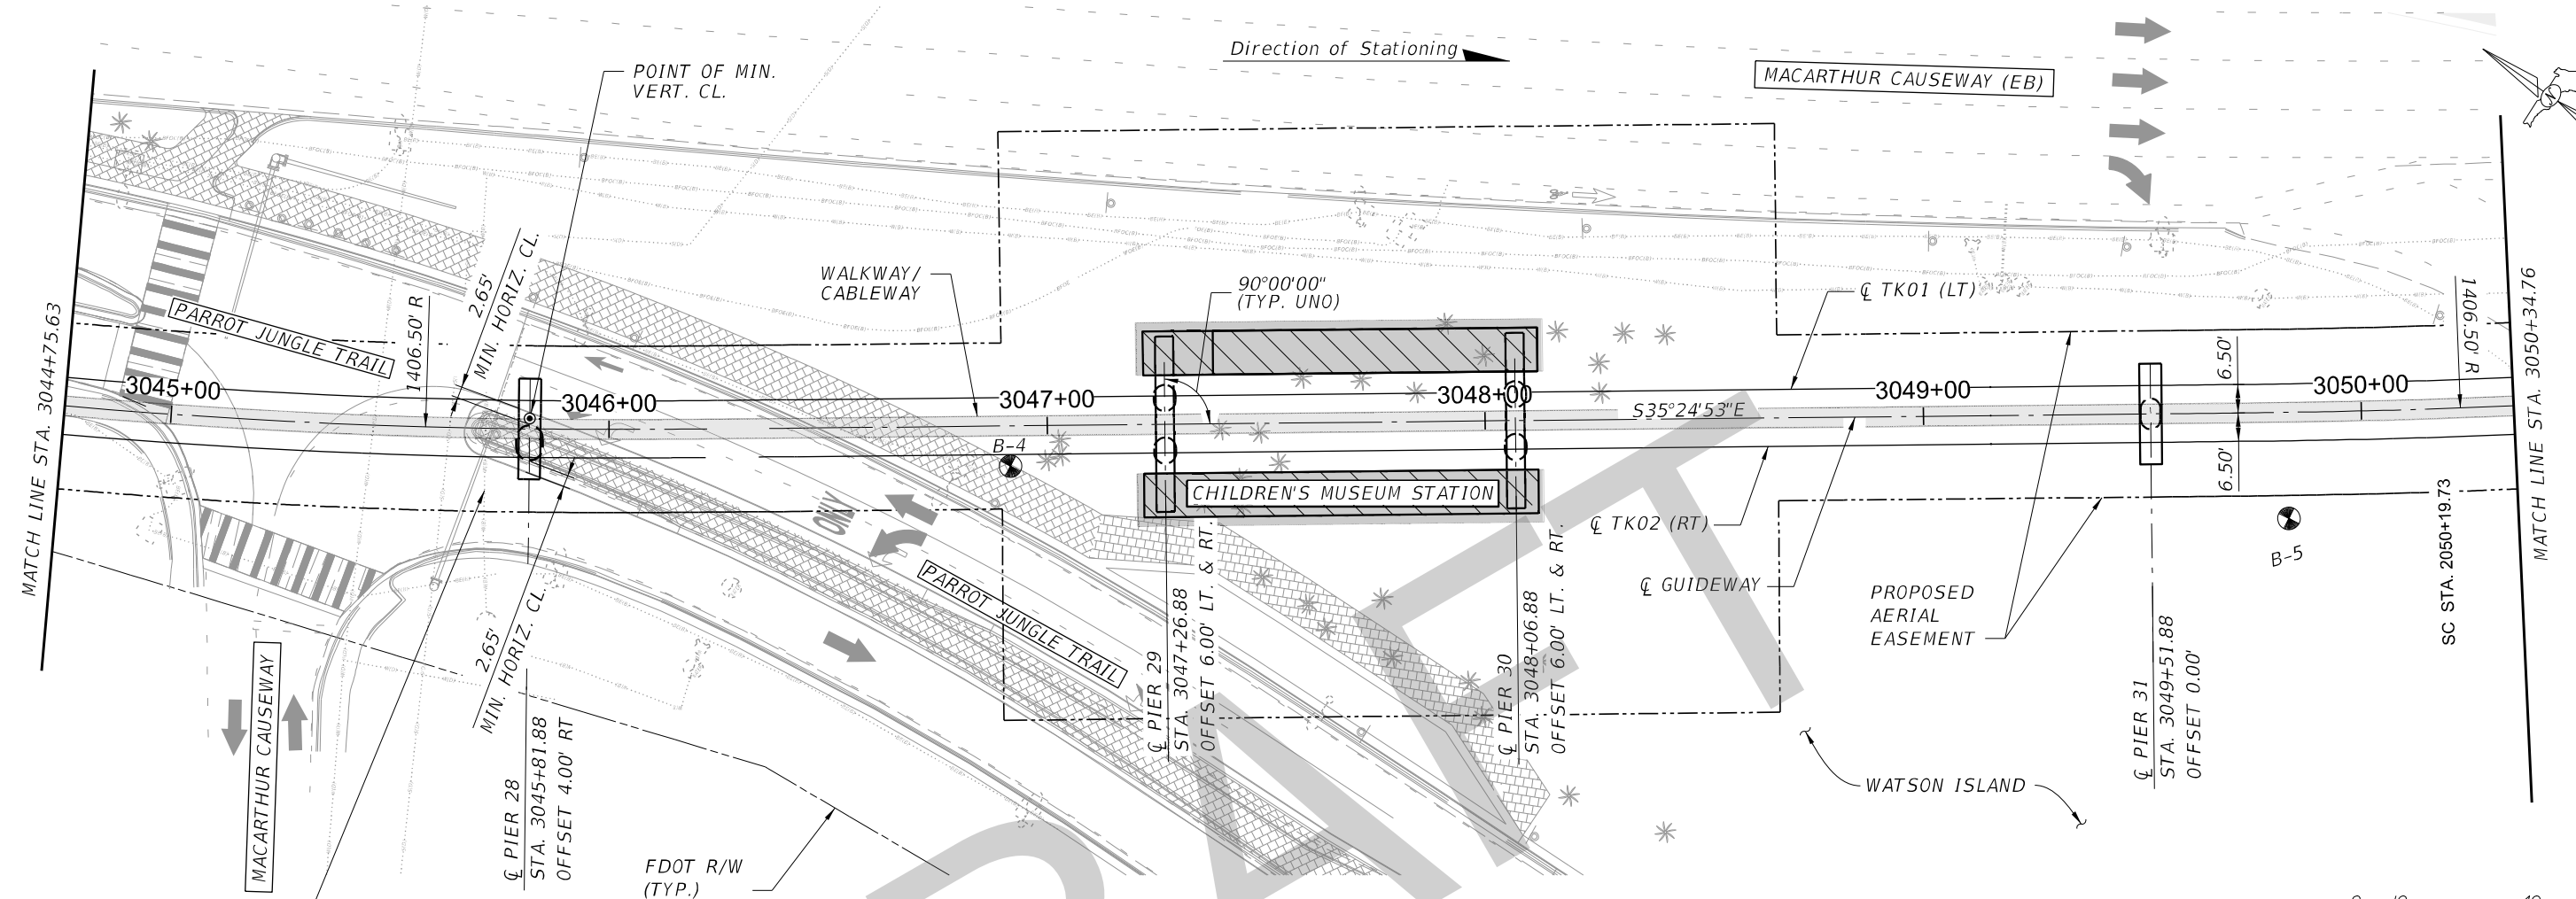 Direction of Stationing
MACARTHUR CAUSEWAY (EB)
POINT OF MIN.
VERT. CL.
WALKWAY/
CABLEWAY
90°00'00"
(TYP. UNO)
℄ TK01 (LT)
MATCH LINE STA. 3044+75.63
PARROT JUNGLE TRAIL
1406.50' R
2.65'
MIN. HORIZ. CL.
3045+00
3046+00
3047+00
3048+00
3049+00
3050+00
S35°24'53"E
6.50'
6.50'
1406.50' R
MATCH LINE STA. 3050+34.76
B-4
CHILDREN'S MUSEUM STATION
℄ TK02 (RT)
℄ GUIDEWAY
PROPOSED
AERIAL
EASEMENT
B-5
SC STA. 2050+19.73
ONLY
PARROT JUNGLE TRAIL
2.65'
MIN. HORIZ. CL.
MACARTHUR CAUSEWAY
℄ PIER 28
STA. 3045+81.88
OFFSET 4.00' RT
℄ PIER 29
STA. 3047+26.88
OFFSET 6.00' LT. & RT.
℄ PIER 30
STA. 3048+06.88
OFFSET 6.00' LT. & RT.
℄ PIER 31
STA. 3049+51.88
OFFSET 0.00'
WATSON ISLAND
FDOT R/W
(TYP.)
DRAFT
N